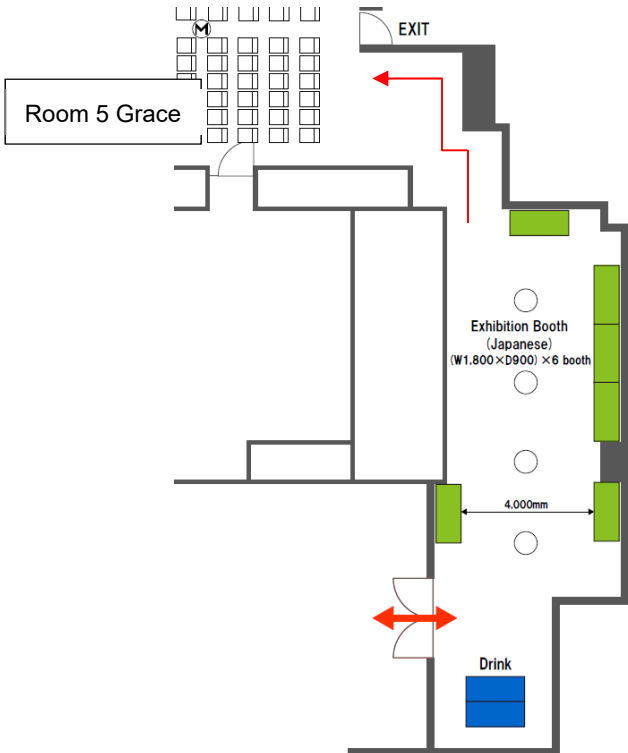 EXIT
M
Room 5 Grace
Exhibition Booth
(Japanese)
(W1.800×D900)×6 booth
4.000mm
Drink